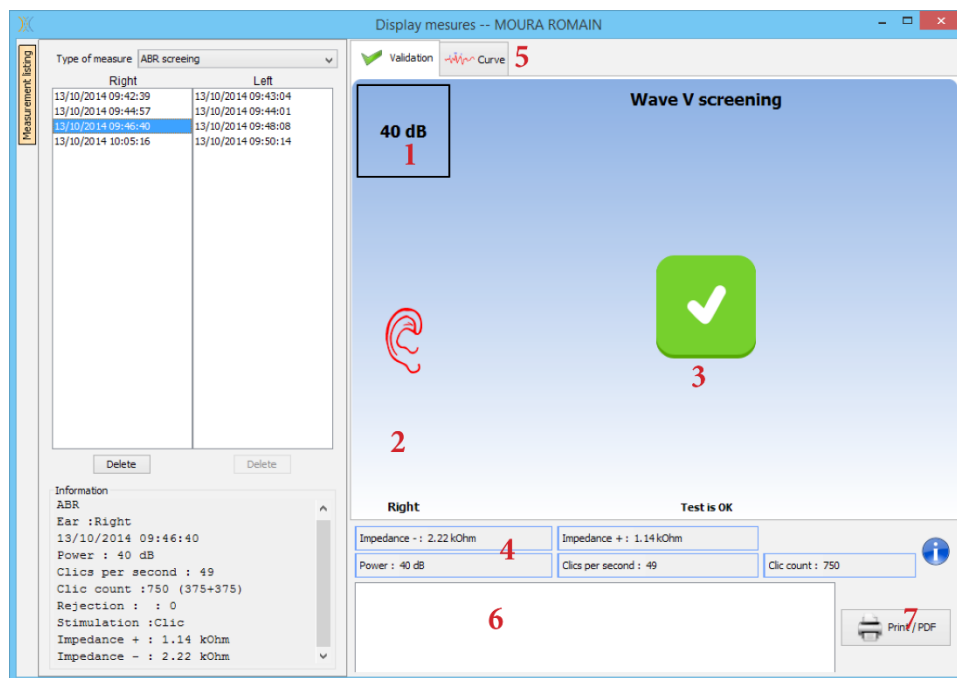 Display mesures -- MOURA ROMAIN
Measurement listing
Type of measure ABR screeing
Right Left
13/10/2014 09:42:39 13/10/2014 09:43:04
13/10/2014 09:44:57 13/10/2014 09:44:01
13/10/2014 09:46:40 13/10/2014 09:48:08
13/10/2014 10:05:16 13/10/2014 09:50:14
Delete Delete
Information
ABR
Ear :Right
13/10/2014 09:46:40
Power : 40 dB
Clics per second : 49
Clic count :750 (375+375)
Rejection : : 0
Stimulation :Clic
Impedance + : 1.14 kOhm
Impedance - : 2.22 kOhm
Validation Curve 5
Wave V screening
40 dB
1
3
2
Right Test is OK
Impedance - : 2.22 kOhm Impedance + : 1.14 kOhm
4
Power : 40 dB Clics per second : 49 Clic count : 750
i
6
7
Print / PDF